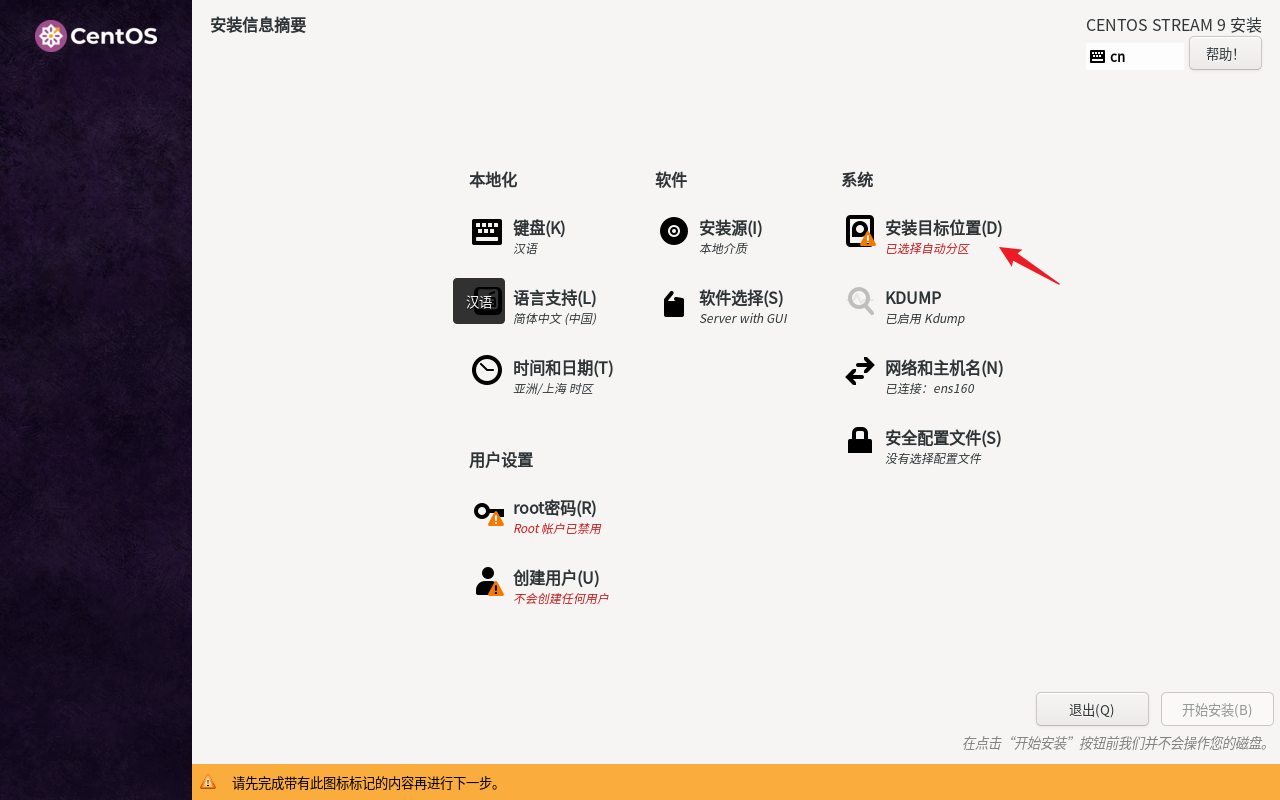 CentOS
安装信息摘要
CENTOS STREAM 9 安装
cn
帮助!
本地化
键盘(K)
汉语
汉语
语言支持(L)
简体中文 (中国)
时间和日期(T)
亚洲/上海 时区
用户设置
root密码(R)
Root 帐户已禁用
创建用户(U)
不会创建任何用户
软件
安装源(I)
本地介质
软件选择(S)
Server with GUI
系统
安装目标位置(D)
已选择自动分区
KDUMP
已启用 Kdump
网络和主机名(N)
已连接：ens160
安全配置文件(S)
没有选择配置文件
退出(Q)
开始安装(B)
在点击“开始安装”按钮前我们并不会操作您的磁盘。
请先完成带有此图标标记的内容再进行下一步。